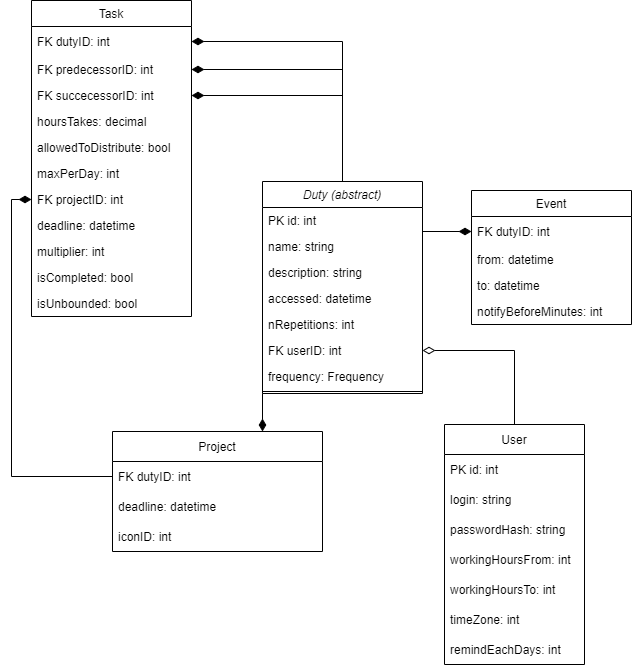 Task
FK dutyID: int
FK predecessorID: int
FK succecessorID: int
hoursTakes: decimal
allowedToDistribute: bool
maxPerDay: int
FK projectID: int
deadline: datetime
multiplier: int
isCompleted: bool
isUnbounded: bool
Duty (abstract)
PK id: int
name: string
description: string
accessed: datetime
nRepetitions: int
FK userID: int
frequency: Frequency
Event
FK dutyID: int
from: datetime
to: datetime
notifyBeforeMinutes: int
Project
FK dutyID: int
deadline: datetime
iconID: int
User
PK id: int
login: string
passwordHash: string
workingHoursFrom: int
workingHoursTo: int
timeZone: int
remindEachDays: int